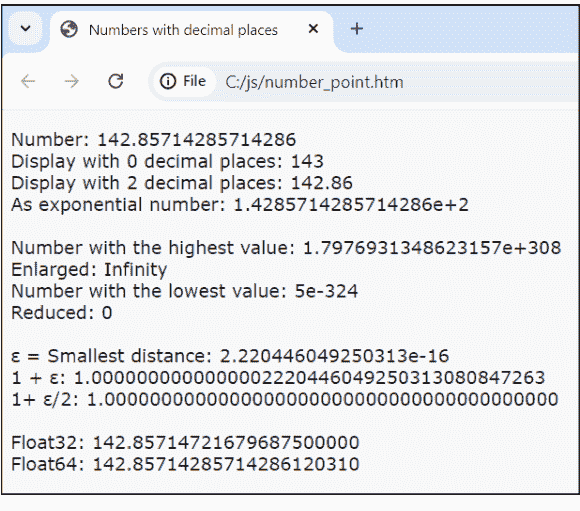 Numbers with decimal places
File
C:/js/number_point.htm
Number: 142.85714285714286
Display with 0 decimal places: 143
Display with 2 decimal places: 142.86
As exponential number: 1.4285714285714286e+2
Number with the highest value: 1.7976931348623157e+308
Enlarged: Infinity
Number with the lowest value: 5e-324
Reduced: 0
ε = Smallest distance: 2.220446049250313e-16
1 + ε: 1.0000000000000002220446049250313080847263
1+ ε/2: 1.0000000000000000000000000000000000000000
Float32: 142.85714721679687500000
Float64: 142.85714285714286120310